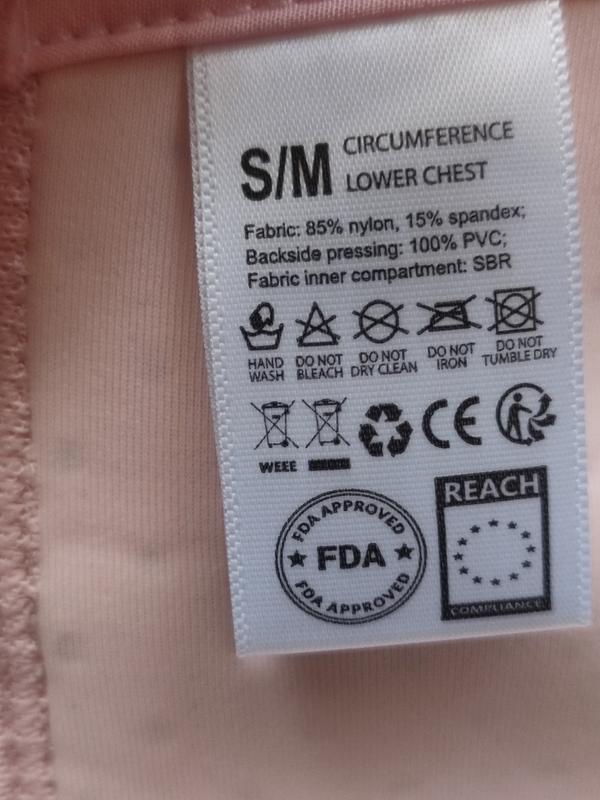 S/M CIRCUMFERENCE
LOWER CHEST
Fabric: 85% nylon, 15% spandex;
Backside pressing: 100% PVC;
Fabric inner compartment: SBR
HAND WASH
DO NOT BLEACH
DO NOT DRY CLEAN
DO NOT IRON
DO NOT TUMBLE DRY
WEEE
CE
FDA APPROVED
FDA
FDA APPROVED
REACH
COMPLIANCE